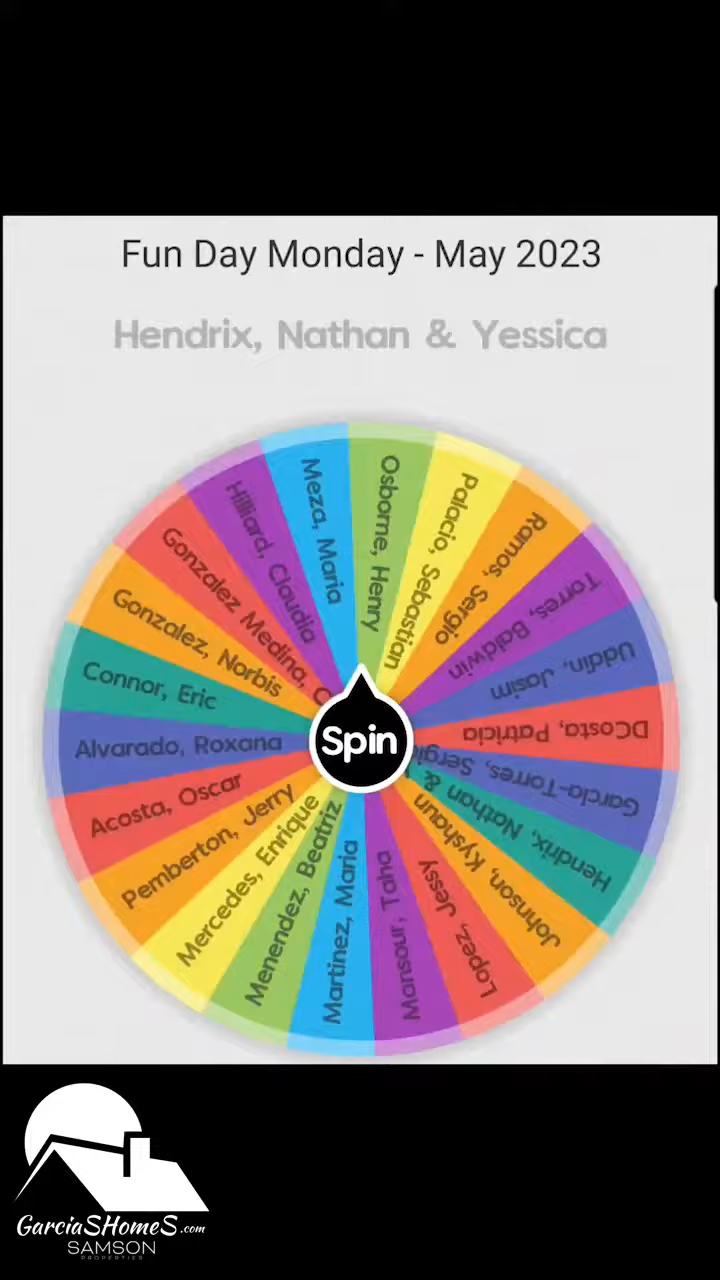 Fun Day Monday - May 2023
Hendrix, Nathan & Yessica
Osborne, Henry
Palacio, Sebastian
Ramos, Sergio
Torres, Baldwin
Uddin, Jasim
DCosta, Patricia
Garcia-Torres, Sergio
Hendrix, Nathan &
Johnson, Kyshaun
Lopez, Jessy
Mansour, Taha
Martinez, Maria
Menendez, Beatriz
Mercedes, Enrique
Pemberton, Jerry
Acosta, Oscar
Alvarado, Roxana
Connor, Eric
Gonzalez, Norbis
Gonzalez Medina, C
Hilliard, Claudia
Meza, Maria
Spin
GarciaSHomeS.com
SAMSON
PROPERTIES